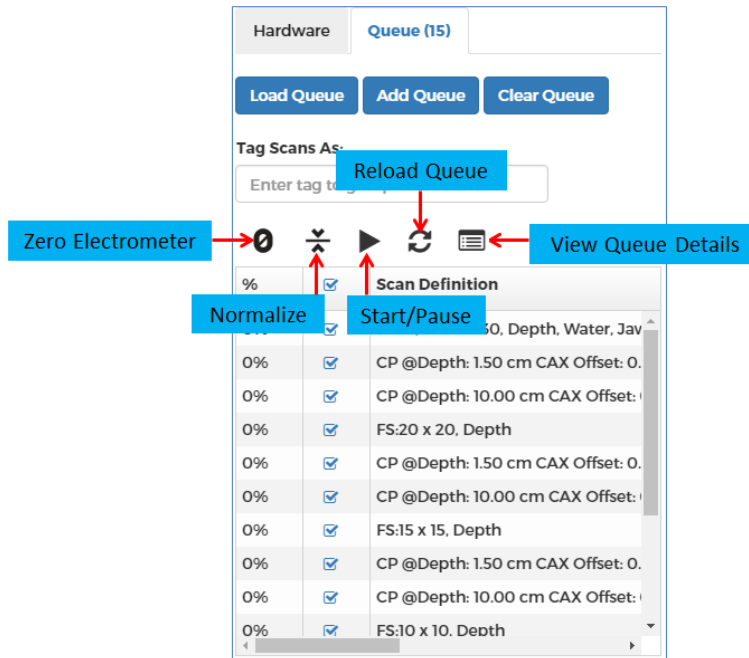 Hardware Queue (15)
Load Queue Add Queue Clear Queue
Tag Scans As:
Reload Queue
Enter tag to
Zero Electrometer
View Queue Details
% Scan Definition
Normalize Start/Pause
0, Depth, Water, Jaw
0% CP @Depth: 1.50 cm CAX Offset: 0.
0% CP @Depth: 10.00 cm CAX Offset:
0% FS:20 x 20, Depth
0% CP @Depth: 1.50 cm CAX Offset: 0.
0% CP @Depth: 10.00 cm CAX Offset:
0% FS:15 x 15, Depth
0% CP @Depth: 1.50 cm CAX Offset: 0.
0% CP @Depth: 10.00 cm CAX Offset:
0% FS:10 x 10, Depth